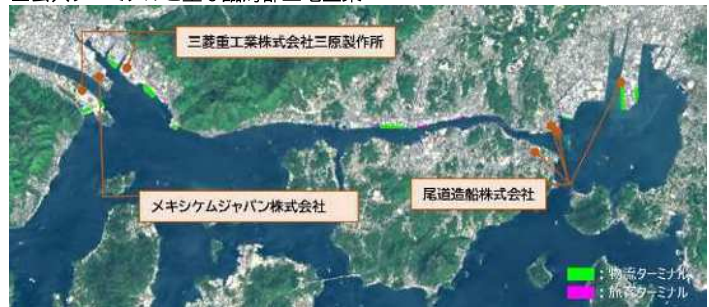 三菱重工業株式会社三原製作所
メキシケムジャパン株式会社
尾道造船株式会社
：物流ターミナル
：旅客ターミナル